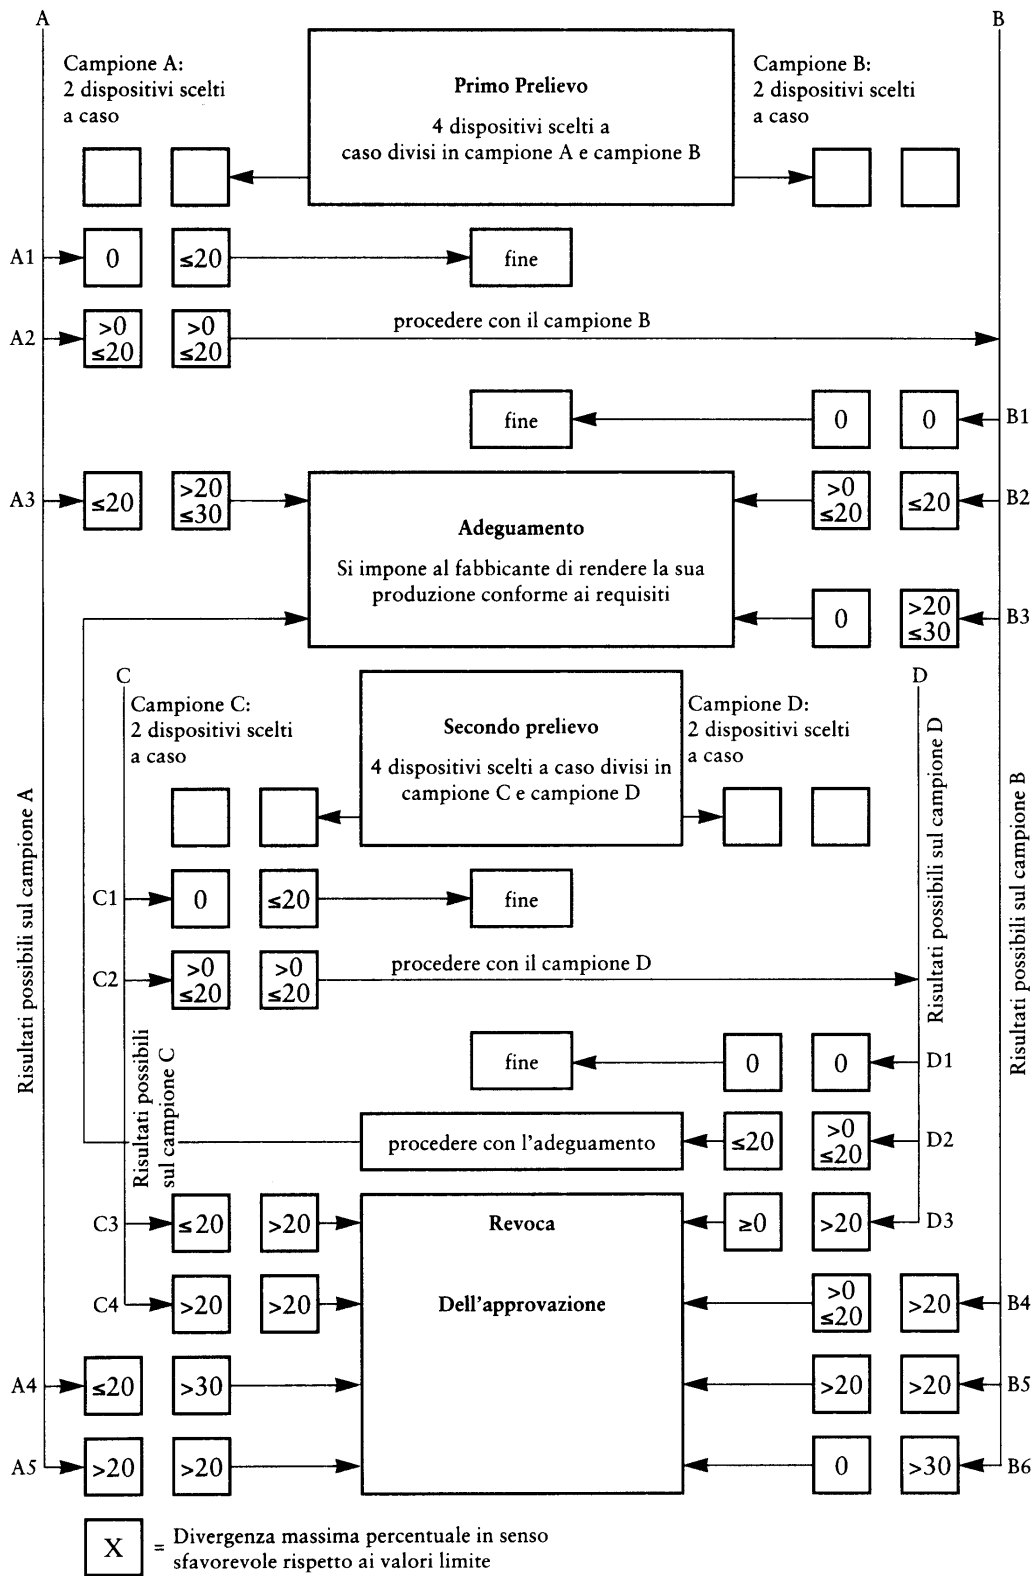 A
B
Campione A:
2 dispositivi scelti
a caso
Primo Prelievo
4 dispositivi scelti a
caso divisi in campione A e campione B
Campione B:
2 dispositivi scelti
a caso
A1
0
≤20
fine
A2
>0
≤20
>0
≤20
procedere con il campione B
fine
0
0
B1
A3
≤20
>20
≤30
Adeguamento
Si impone al fabbricante di rendere la sua
produzione conforme ai requisiti
>0
≤20
≤20
B2
0
>20
≤30
B3
C
D
Campione C:
2 dispositivi scelti
a caso
Secondo prelievo
4 dispositivi scelti a caso divisi in
campione C e campione D
Campione D:
2 dispositivi scelti
a caso
Risultati possibili sul campione A
Risultati possibili sul campione D
Risultati possibili sul campione B
C1
0
≤20
fine
C2
>0
≤20
>0
≤20
procedere con il campione D
Risultati possibili
sul campione C
fine
0
0
D1
procedere con l'adeguamento
≤20
>0
≤20
D2
C3
≤20
>20
Revoca
Dell'approvazione
≥0
>20
D3
C4
>20
>20
>0
≤20
>20
B4
A4
≤20
>30
>20
>20
B5
A5
>20
>20
0
>30
B6
X
= Divergenza massima percentuale in senso
sfavorevole rispetto ai valori limite